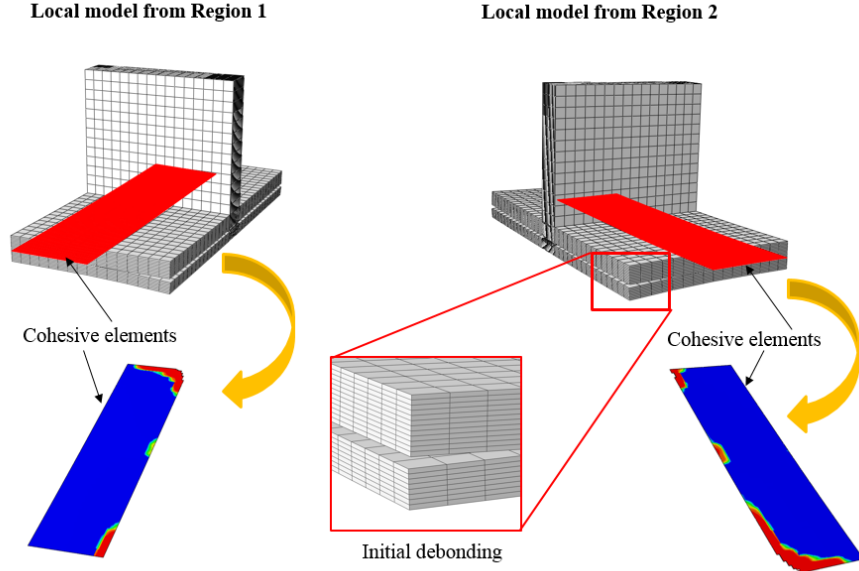 Local model from Region 1
Local model from Region 2
Cohesive elements
Cohesive elements
Initial debonding